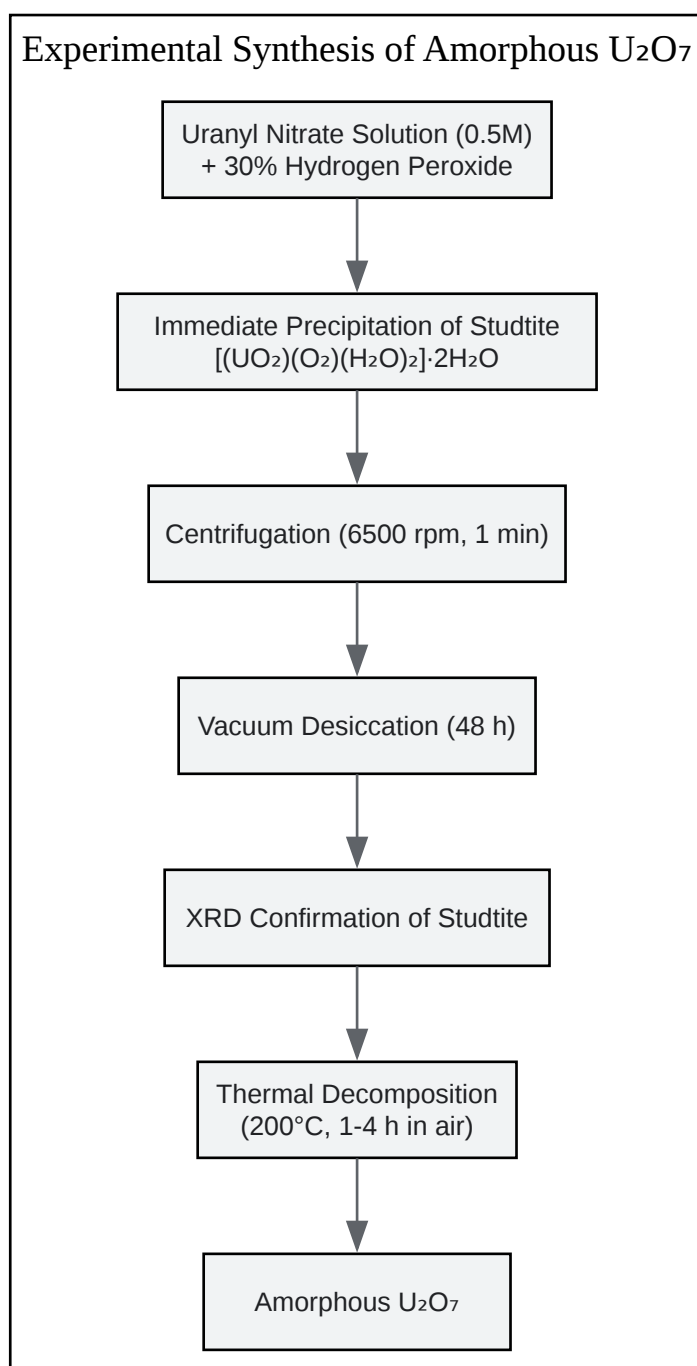 Experimental Synthesis of Amorphous U₂O₇
Uranyl Nitrate Solution (0.5M)
+ 30% Hydrogen Peroxide
Immediate Precipitation of Studtite
[(UO₂)(O₂)(H₂O)₂]·2H₂O
Centrifugation (6500 rpm, 1 min)
Vacuum Desiccation (48 h)
XRD Confirmation of Studtite
Thermal Decomposition
(200°C, 1-4 h in air)
Amorphous U₂O₇